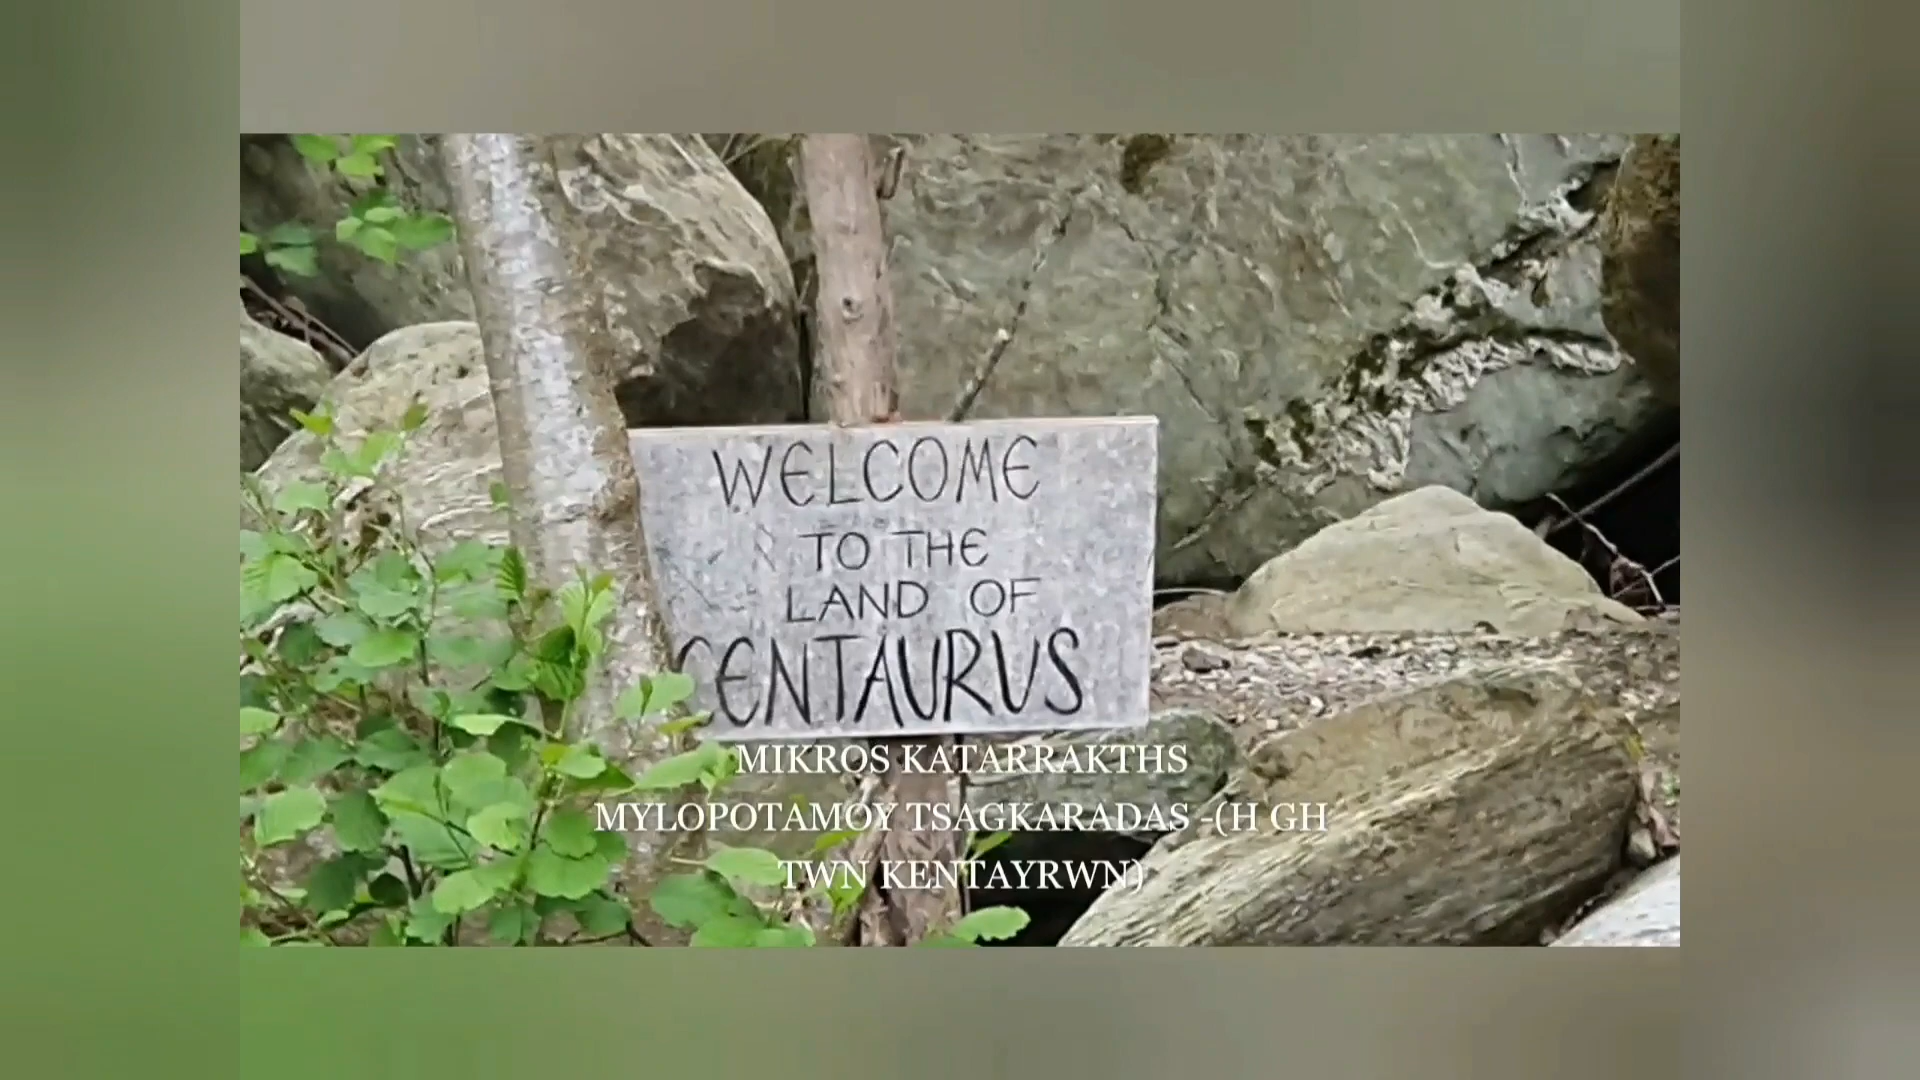 WELCOME
TO THE
LAND OF
CENTAURUS
MIKROS KATARRAKTHS
MYLOPOTAMOY TSAGKARADAS -(H GH
TWN KENTAYRWN)